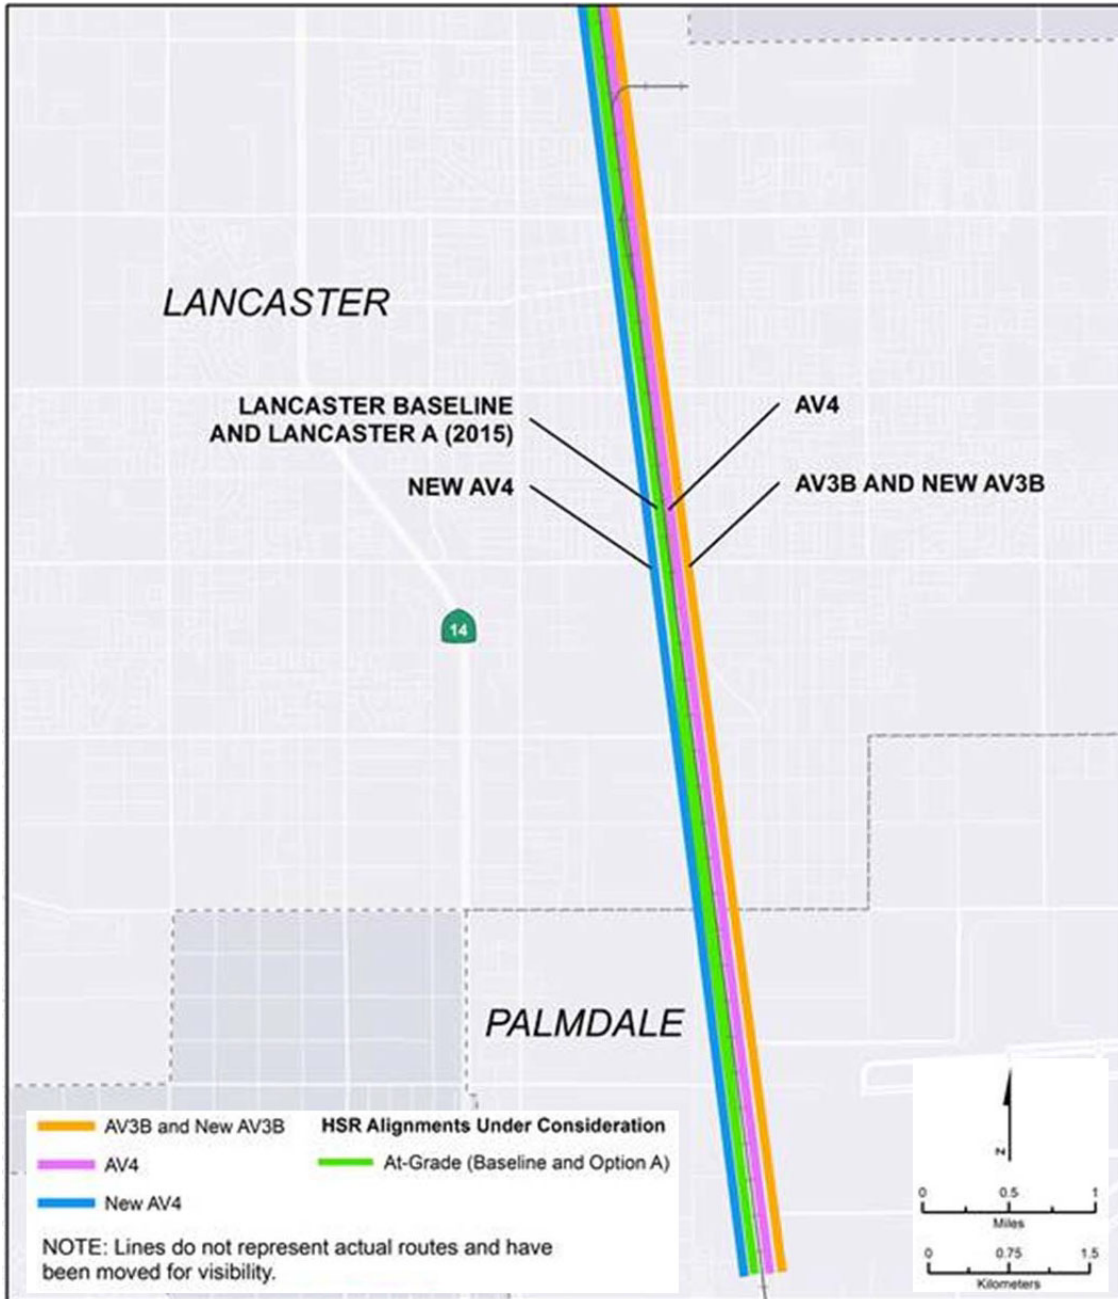 LANCASTER
LANCASTER BASELINE
AND LANCASTER A (2015)
AV4
NEW AV4
AV3B AND NEW AV3B
14
PALMDALE
AV3B and New AV3B
AV4
New AV4
HSR Alignments Under Consideration
At-Grade (Baseline and Option A)
NOTE: Lines do not represent actual routes and have
been moved for visibility.
N
0 0.5 1
Miles
0 0.75 1.5
Kilometers